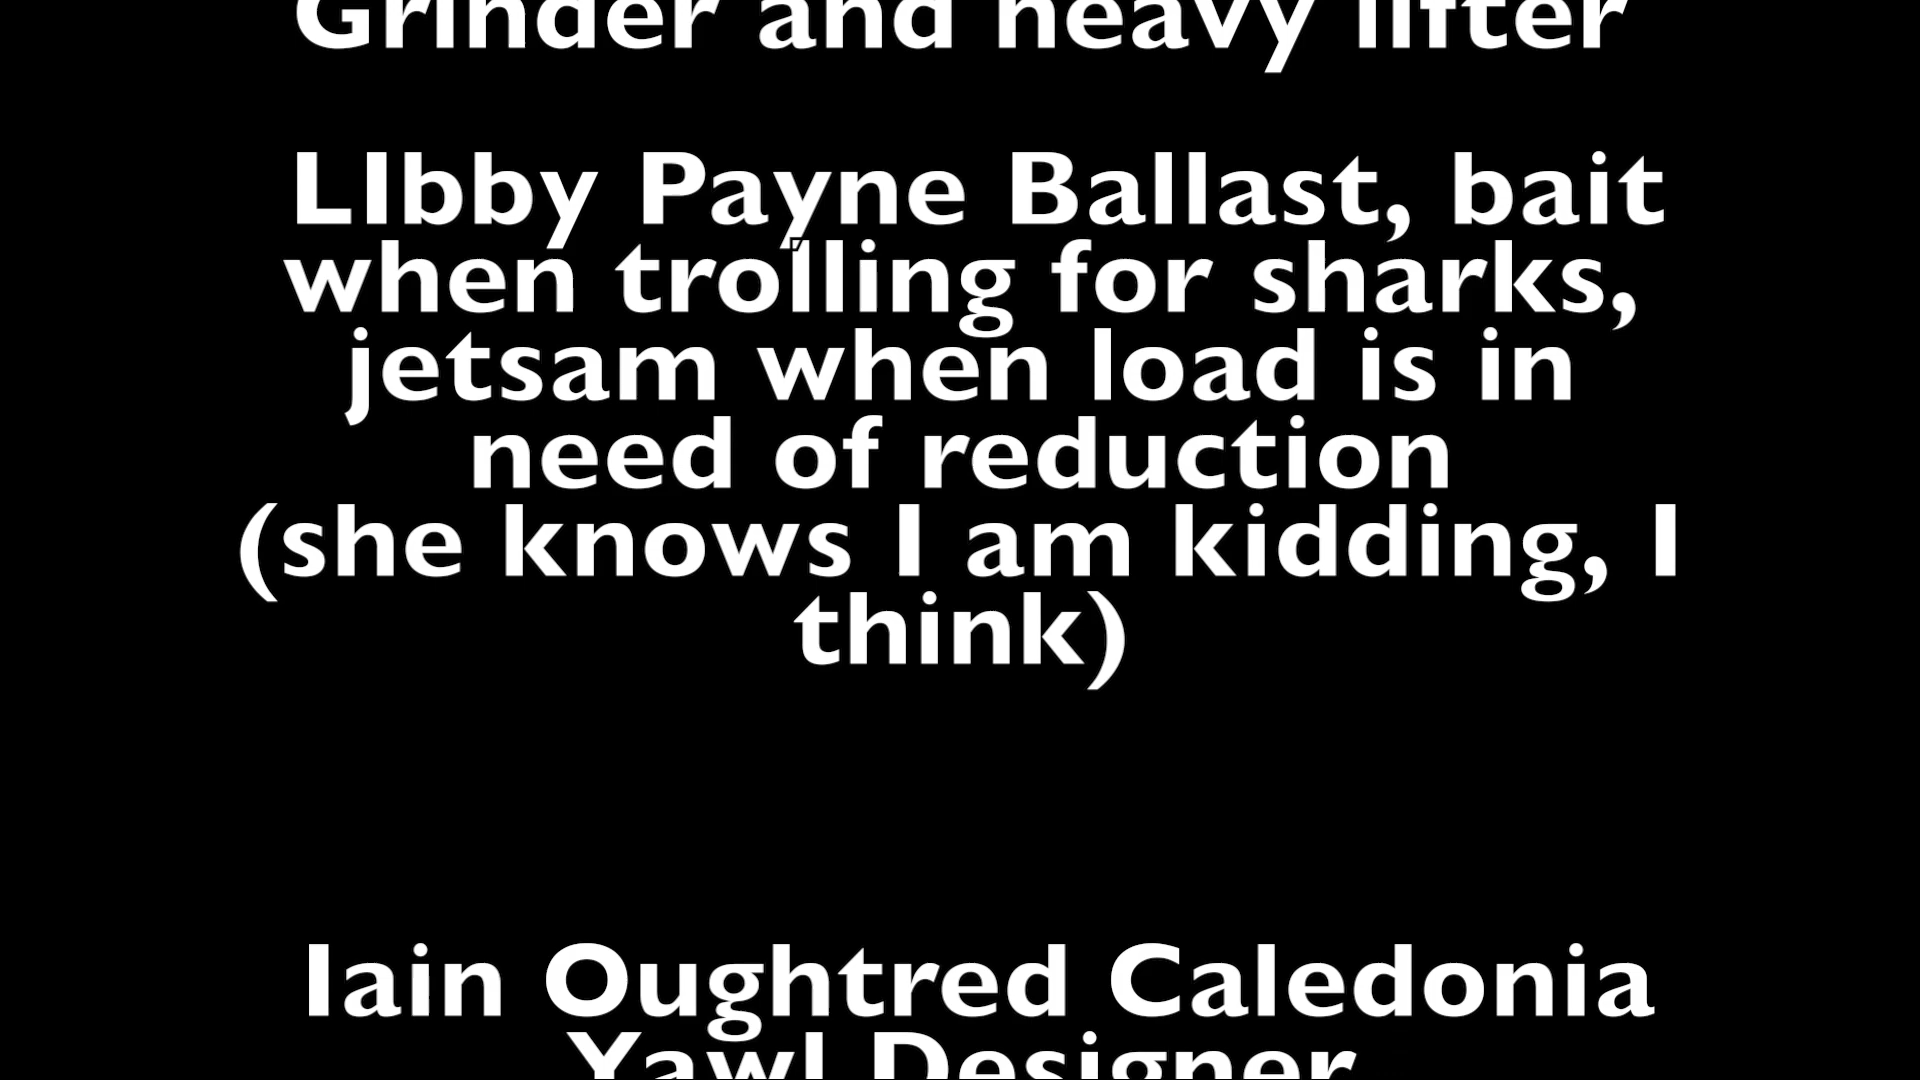 Grinder and heavy lifter
LIbby Payne Ballast, bait
when trolling for sharks,
jetsam when load is in
need of reduction
(she knows I am kidding, I
think)
Iain Oughtred Caledonia
Yawl Designer